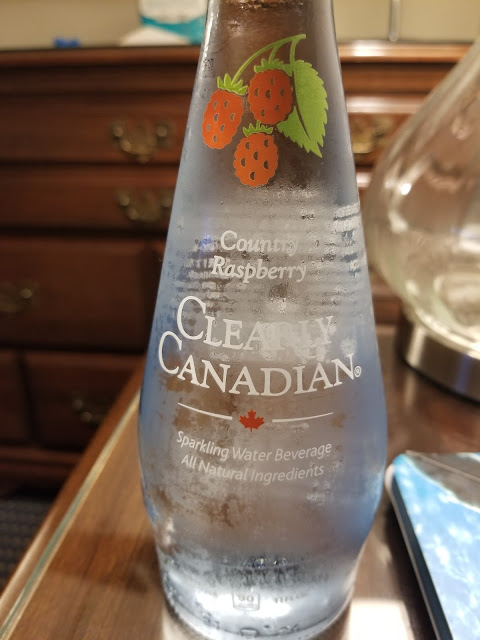 Country
Raspberry
CLEARLY
CANADIAN®
Sparkling Water Beverage
All Natural Ingredients